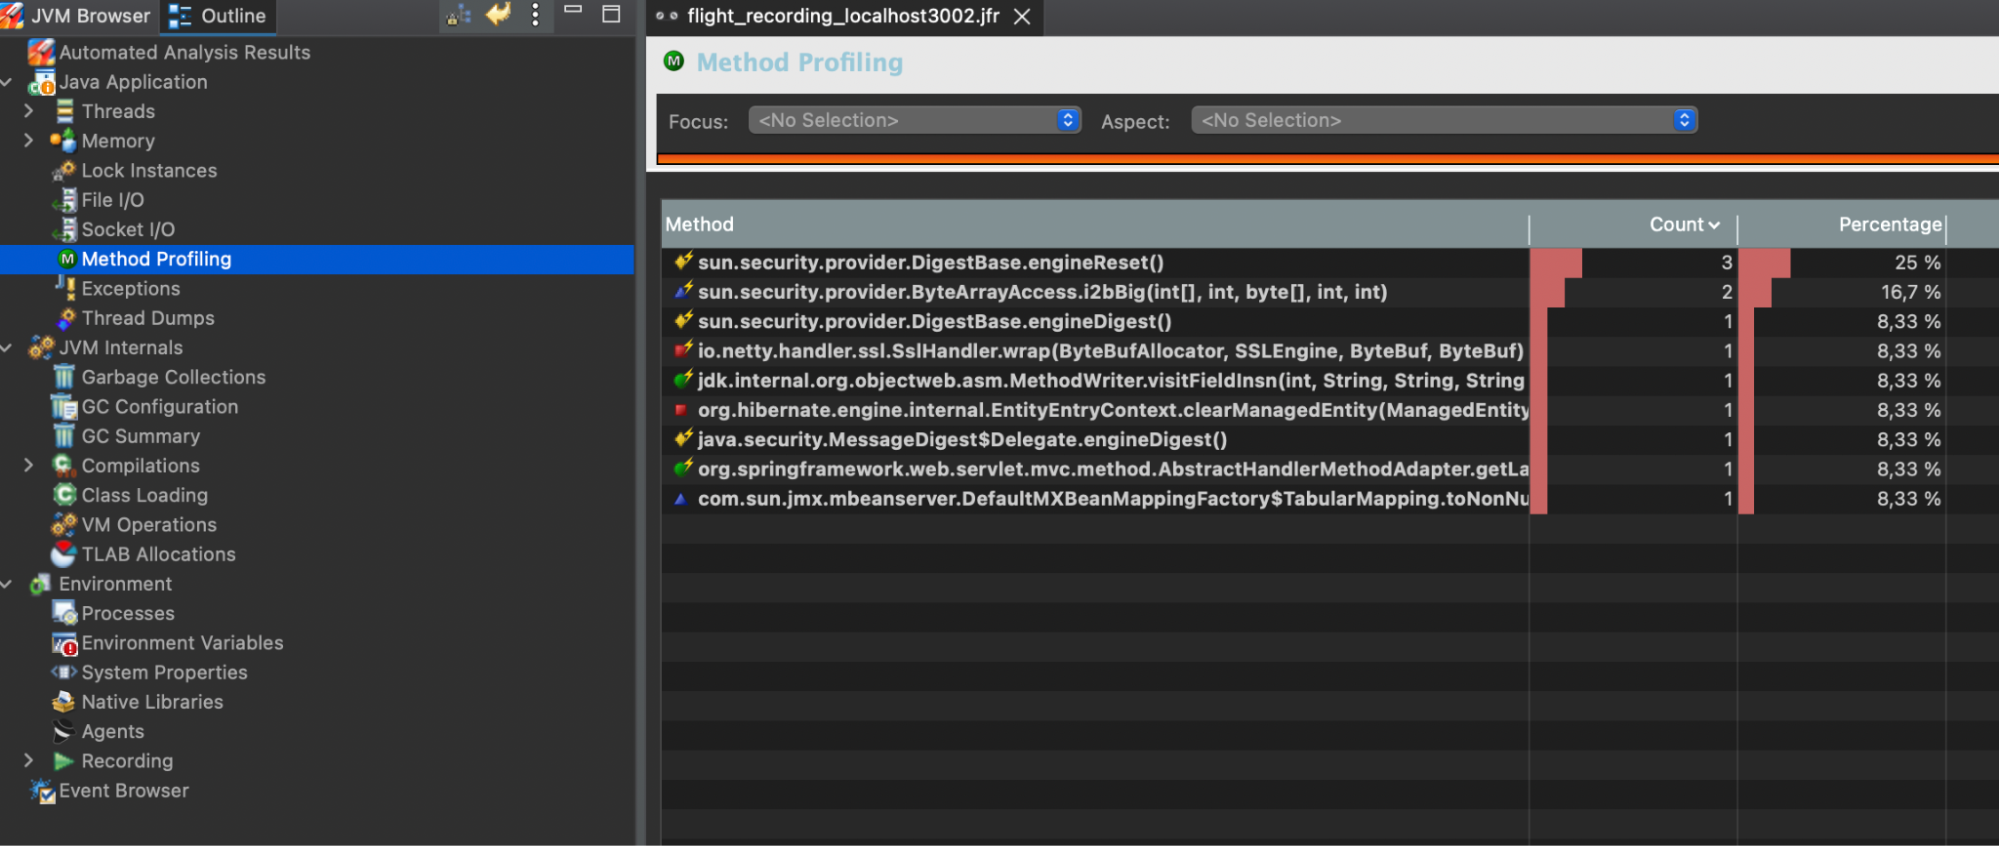 JVM Browser
Outline
Automated Analysis Results
Java Application
Threads
Memory
Lock Instances
File I/O
Socket I/O
Method Profiling
Exceptions
Thread Dumps
JVM Internals
Garbage Collections
GC Configuration
GC Summary
Compilations
Class Loading
VM Operations
TLAB Allocations
Environment
Processes
Environment Variables
System Properties
Native Libraries
Agents
Recording
Event Browser
flight_recording_localhost3002.jfr
Method Profiling
Focus: <No Selection> Aspect: <No Selection>
Method Count Percentage
sun.security.provider.DigestBase.engineReset() 3 25 %
sun.security.provider.ByteArrayAccess.i2bBig(int[], int, byte[], int, int) 2 16,7 %
sun.security.provider.DigestBase.engineDigest() 1 8,33 %
io.netty.handler.ssl.SslHandler.wrap(ByteBufAllocator, SSLEngine, ByteBuf, ByteBuf) 1 8,33 %
jdk.internal.org.objectweb.asm.MethodWriter.visitFieldInsn(int, String, String, String 1 8,33 %
org.hibernate.engine.internal.EntityEntryContext.clearManagedEntity(ManagedEntity 1 8,33 %
java.security.MessageDigest$Delegate.engineDigest() 1 8,33 %
org.springframework.web.servlet.mvc.method.AbstractHandlerMethodAdapter.getLa 1 8,33 %
com.sun.jmx.mbeanserver.DefaultMXBeanMappingFactory$TabularMapping.toNonNu 1 8,33 %